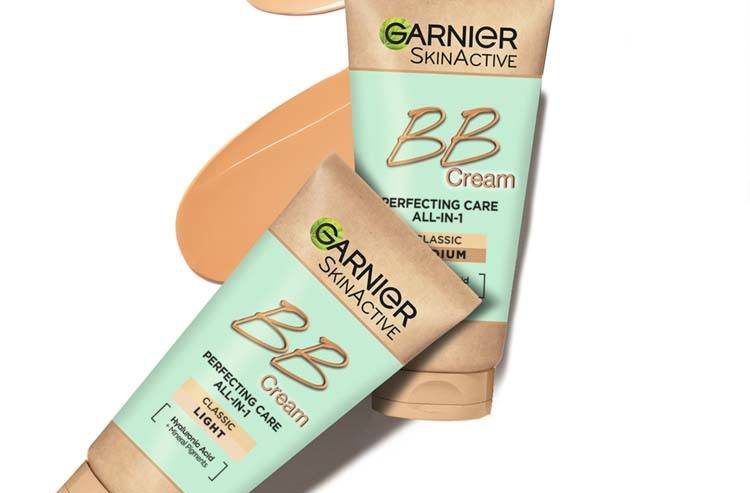 GARNIER
SKINACTIVE
BB
Cream
PERFECTING CARE
ALL-IN-1
CLASSIC
DIUM
GARNIER
SKINACTIVE
BB
Cream
PERFECTING CARE
ALL-IN-1
CLASSIC
LIGHT
Hyaluronic Acid
+ Mineral Pigments